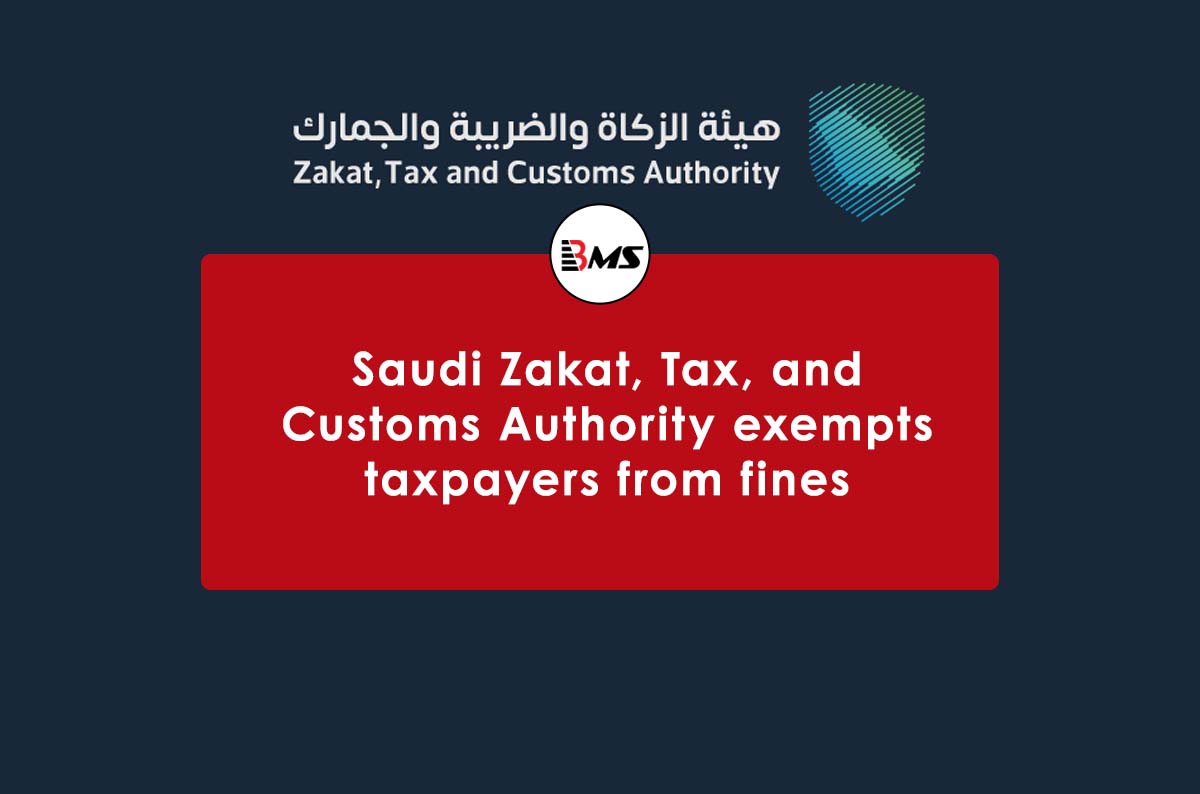 هيئة الزكاة والضريبة والجمارك
Zakat, Tax and Customs Authority
BMS
Saudi Zakat, Tax, and
Customs Authority exempts
taxpayers from fines